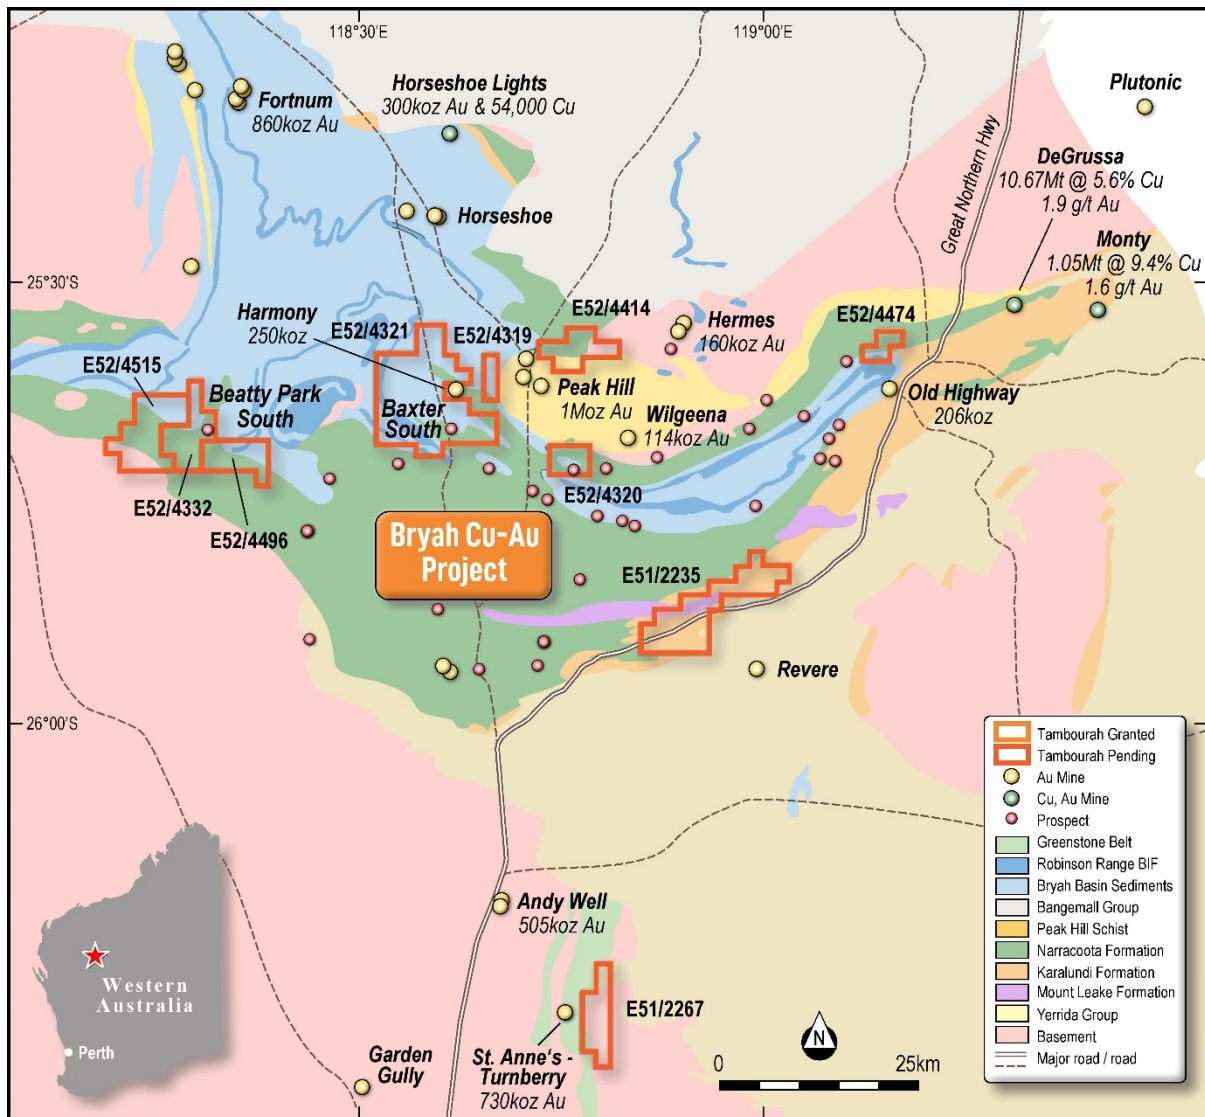 118°30'E
119°00'E
Horseshoe Lights
300koz Au & 54,000 Cu
Plutonic
Fortnum
860koz Au
DeGrussa
10.67Mt @ 5.6% Cu
1.9 g/t Au
Great Northern Hwy
Horseshoe
Monty
1.05Mt @ 9.4% Cu
1.6 g/t Au
25°30'S
Harmony
250koz
E52/4321
E52/4319
E52/4414
Hermes
160koz Au
E52/4474
E52/4515
Beatty Park
South
Baxter
South
Peak Hill
1Moz Au
Wilgeena
114koz Au
Old Highway
206koz
E52/4332
E52/4496
E52/4320
Bryah Cu-Au
Project
E51/2235
Revere
26°00'S
Tambourah Granted
Tambourah Pending
Au Mine
Cu, Au Mine
Prospect
Greenstone Belt
Robinson Range BIF
Bryah Basin Sediments
Bangemall Group
Peak Hill Schist
Narracoota Formation
Karalundi Formation
Mount Leake Formation
Yerrida Group
Basement
Major road / road
Andy Well
505koz Au
Western
Australia
Perth
E51/2267
St. Anne's -
Turnberry
730koz Au
Garden
Gully
N
0
25km